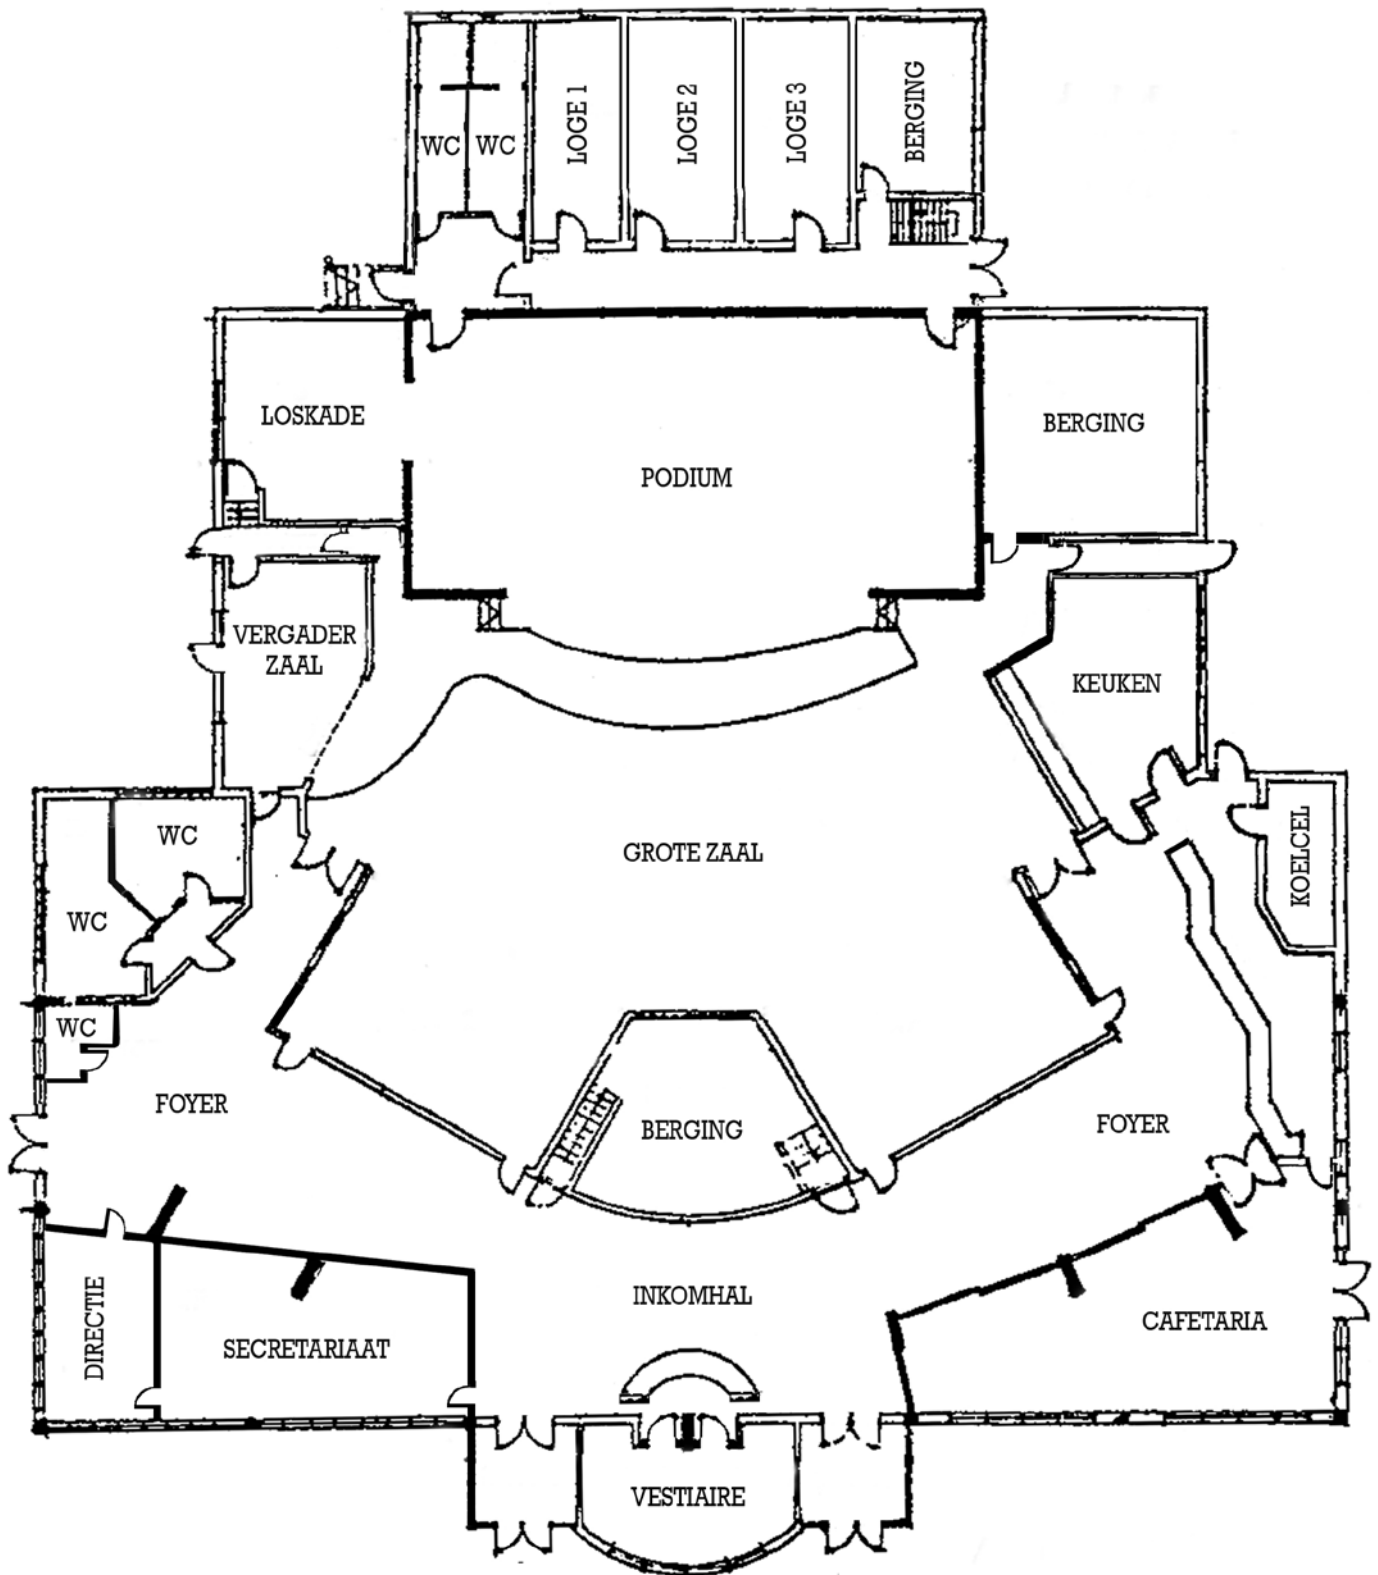 WC
WC
LOGE 1
LOGE 2
LOGE 3
BERGING
LOSKADE
PODIUM
BERGING
VERGADER
ZAAL
KEUKEN
WC
WC
WC
GROTE ZAAL
KOELCEL
FOYER
BERGING
FOYER
DIRECTIE
SECRETARIAAT
INKOMHAL
CAFETARIA
VESTIAIRE